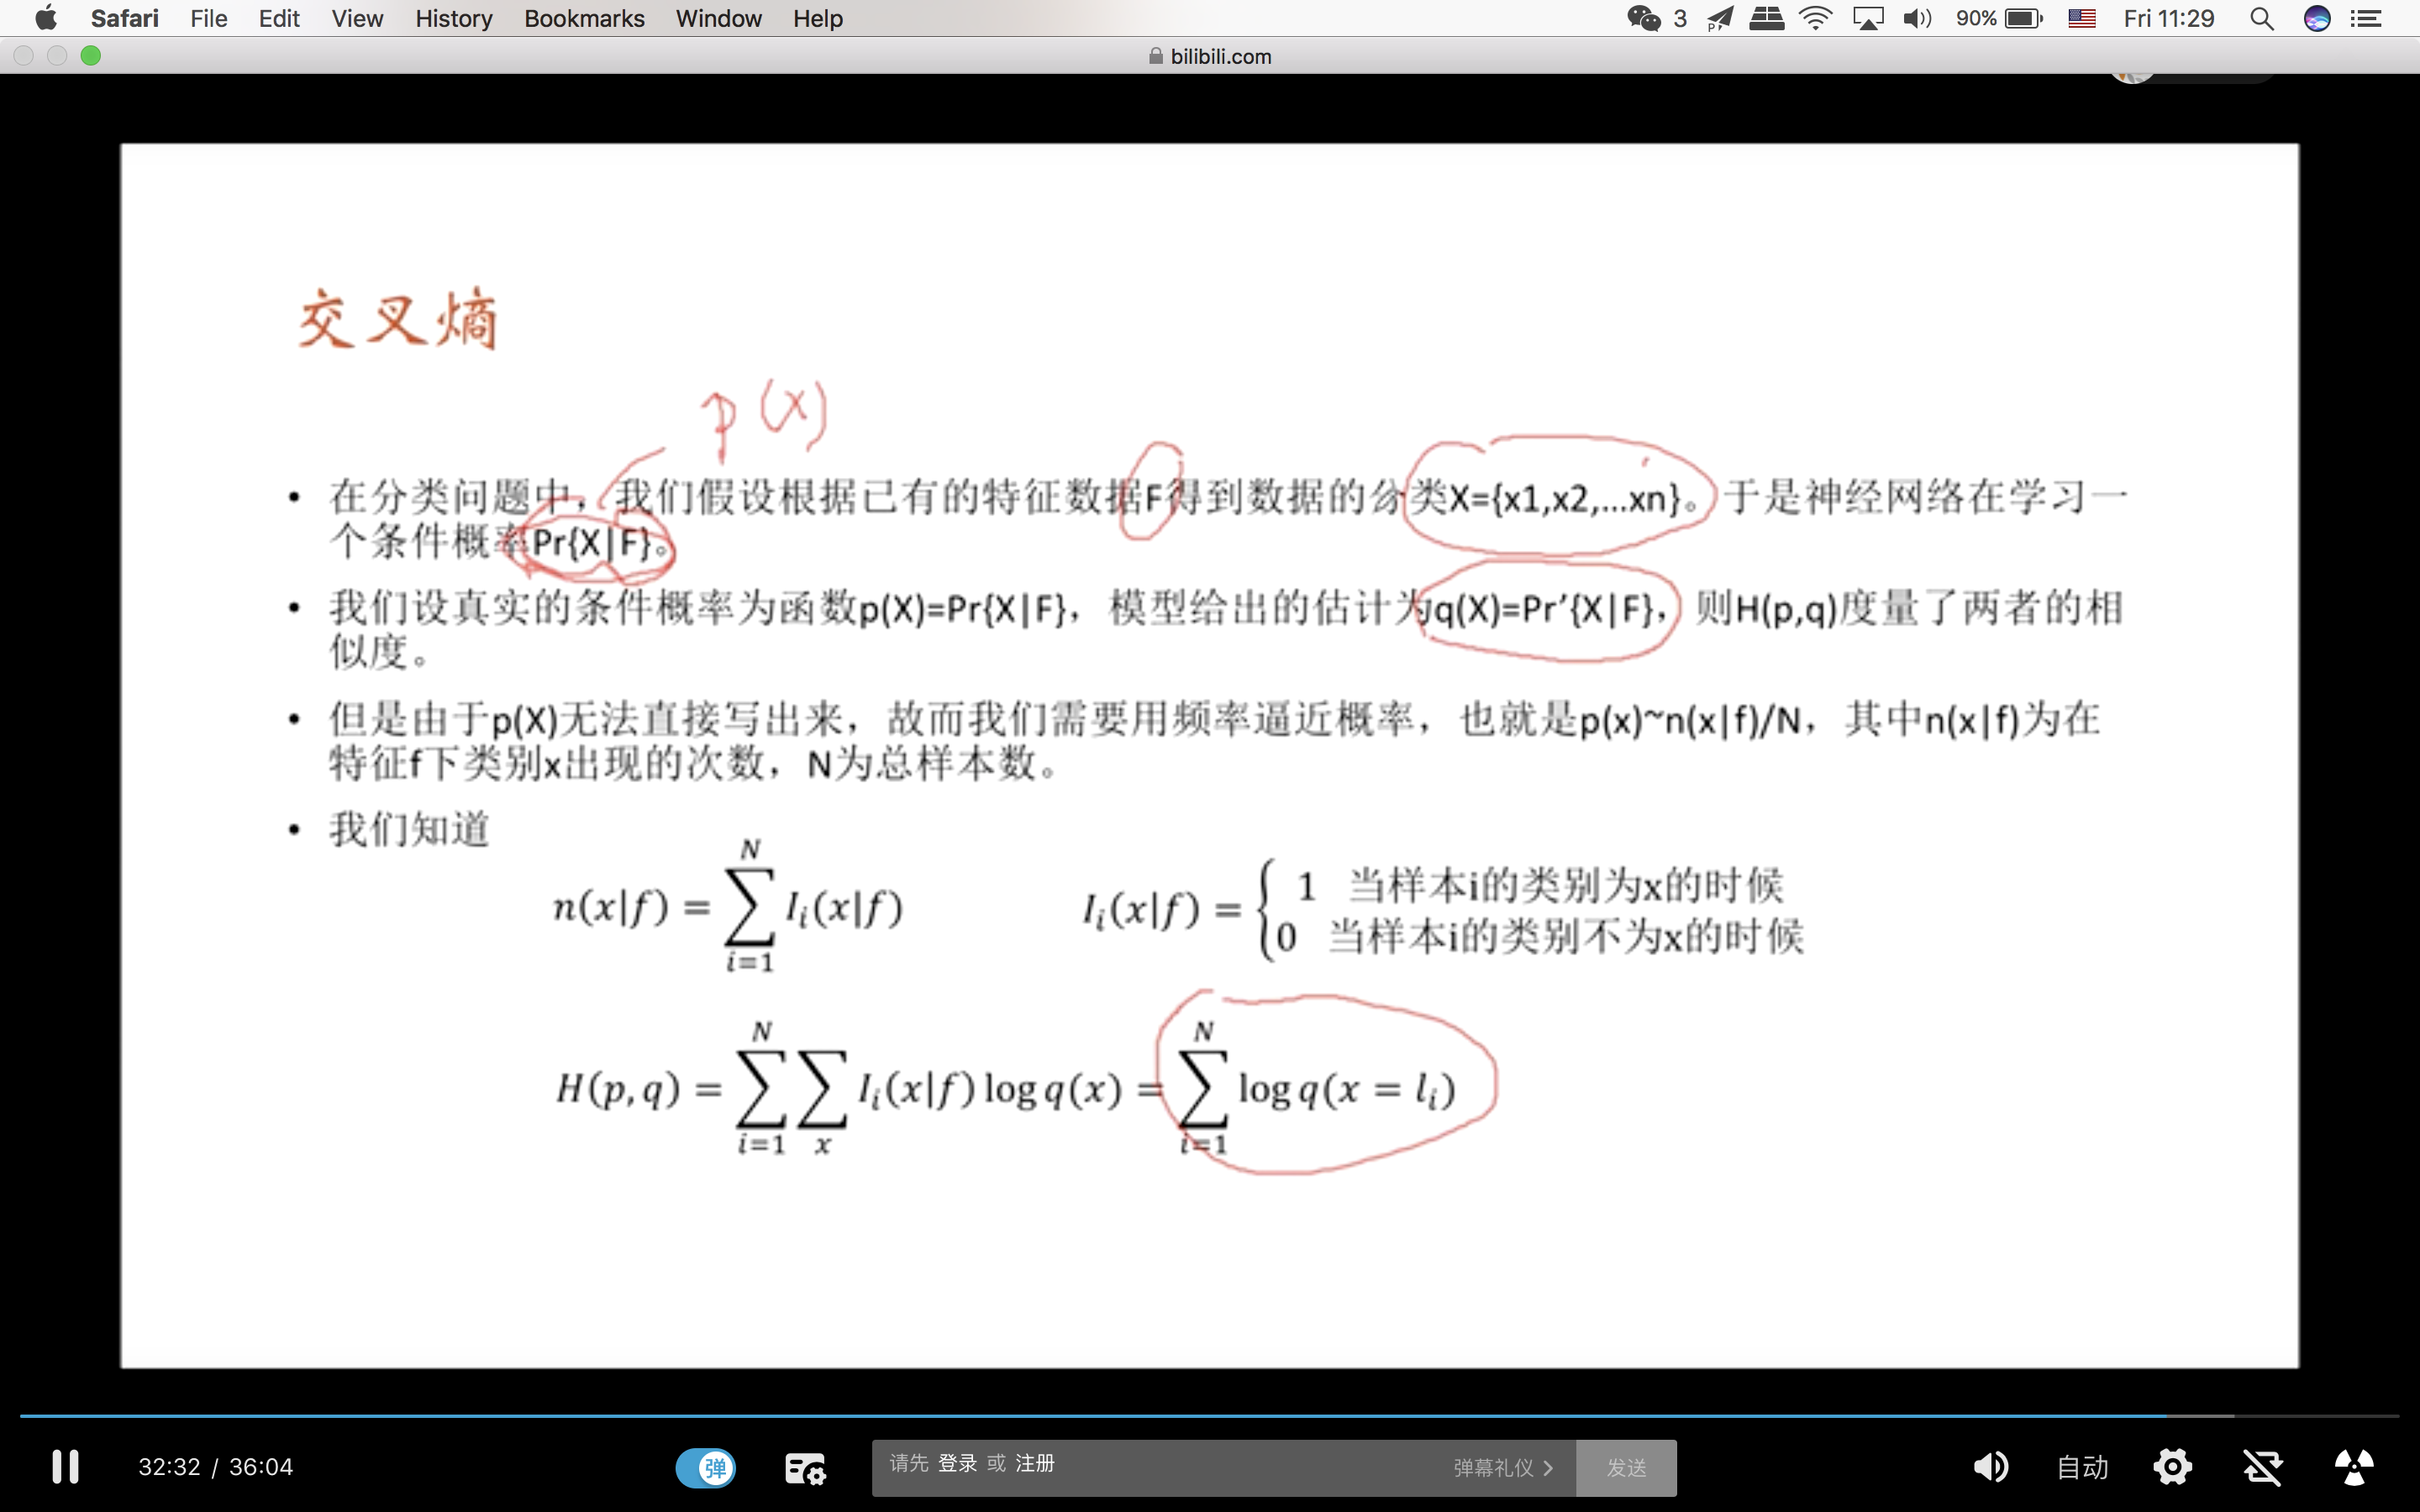 Safari File Edit View History Bookmarks Window Help 3 90% Fri 11:29
bilibili.com
交叉熵
p(x)
• 在分类问题中，我们假设根据已有的特征数据F得到数据的分类X={x1,x2,...xn}。于是神经网络在学习一
个条件概率Pr{X|F}。
• 我们设真实的条件概率为函数p(X)=Pr{X|F}，模型给出的估计为q(X)=Pr′{X|F}，则H(p,q)度量了两者的相
似度。
• 但是由于p(X)无法直接写出来，故而我们需要用频率逼近概率，也就是p(x)~n(x|f)/N，其中n(x|f)为在
特征f下类别x出现的次数，N为总样本数。
• 我们知道
n(x|f) = ∑_{i=1}^{N} I_i(x|f) I_i(x|f) = { 1 当样本i的类别为x的时候
0 当样本i的类别不为x的时候
H(p,q) = ∑_{i=1}^{N} ∑_x I_i(x|f) log q(x) = ∑_{i=1}^{N} log q(x = l_i)
32:32 / 36:04 弹 请先 登录 或 注册 弹幕礼仪 > 发送 自动